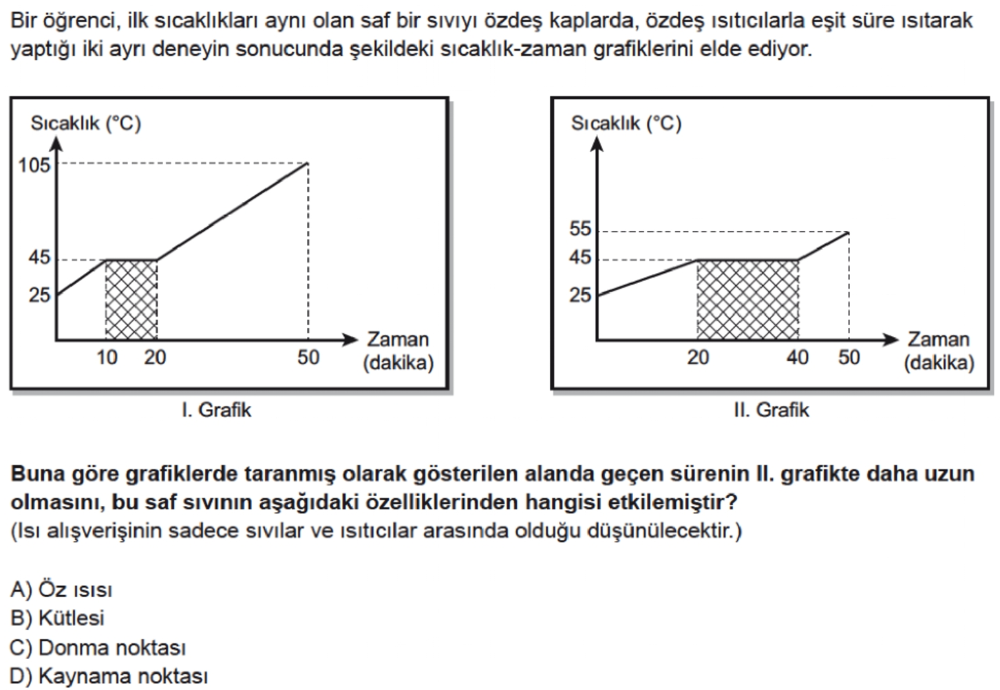 Bir öğrenci, ilk sıcaklıkları aynı olan saf bir sıvıyı özdeş kaplarda, özdeş ısıtıcılarla eşit süre ısıtarak
yaptığı iki ayrı deneyin sonucunda şekildeki sıcaklık-zaman grafiklerini elde ediyor.
Sıcaklık (°C)
105
45
25
10 20 50
Zaman
(dakika)
I. Grafik
Sıcaklık (°C)
55
45
25
20 40 50
Zaman
(dakika)
II. Grafik
Buna göre grafiklerde taranmış olarak gösterilen alanda geçen sürenin II. grafikte daha uzun
olmasını, bu saf sıvının aşağıdaki özelliklerinden hangisi etkilemiştir?
(Isı alışverişinin sadece sıvılar ve ısıtıcılar arasında olduğu düşünülecektir.)
A) Öz ısısı
B) Kütlesi
C) Donma noktası
D) Kaynama noktası